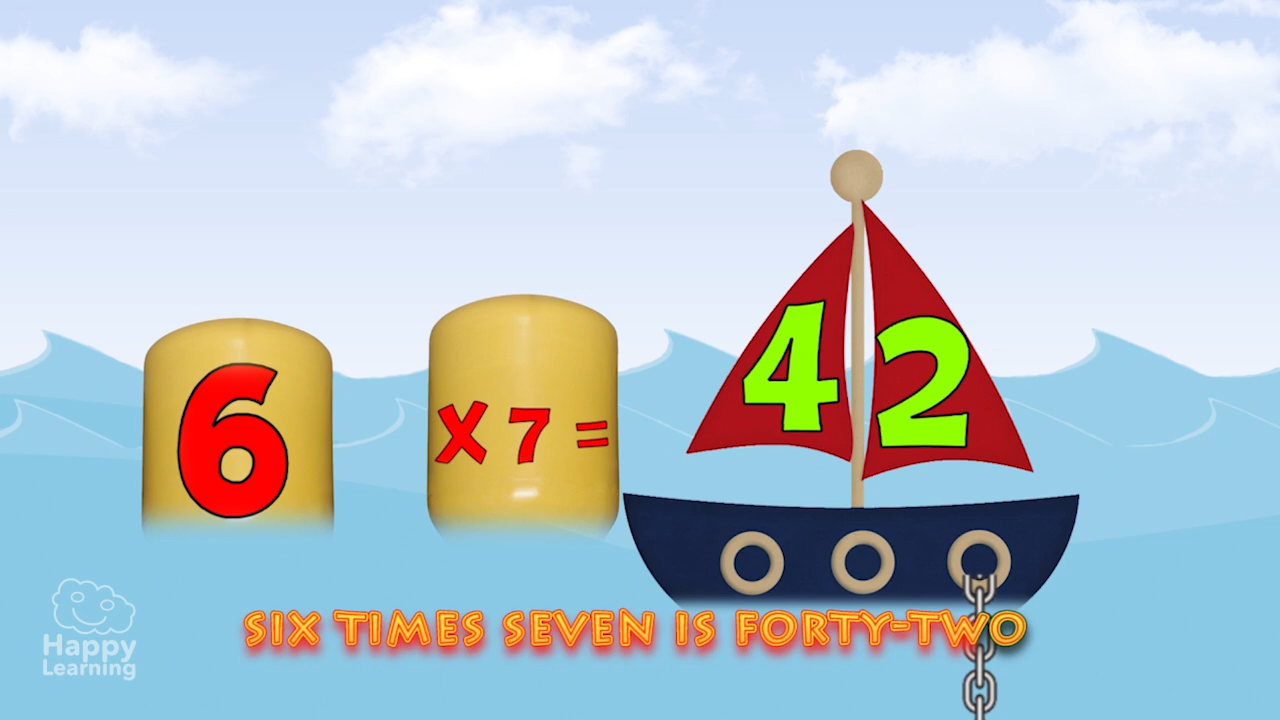 6 X 7 = 42
SIX TIMES SEVEN IS FORTY-TWO
Happy
Learning